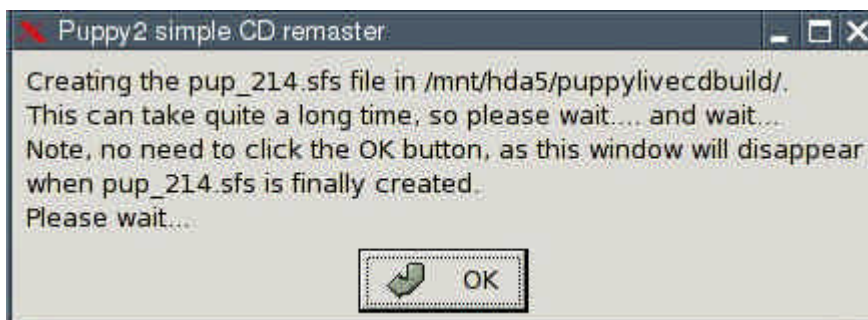 Puppy2 simple CD remaster
Creating the pup_214.sfs file in /mnt/hda5/puppylivecdbuild/.
This can take quite a long time, so please wait.... and wait...
Note, no need to click the OK button, as this window will disappear
when pup_214.sfs is finally created.
Please wait...
OK